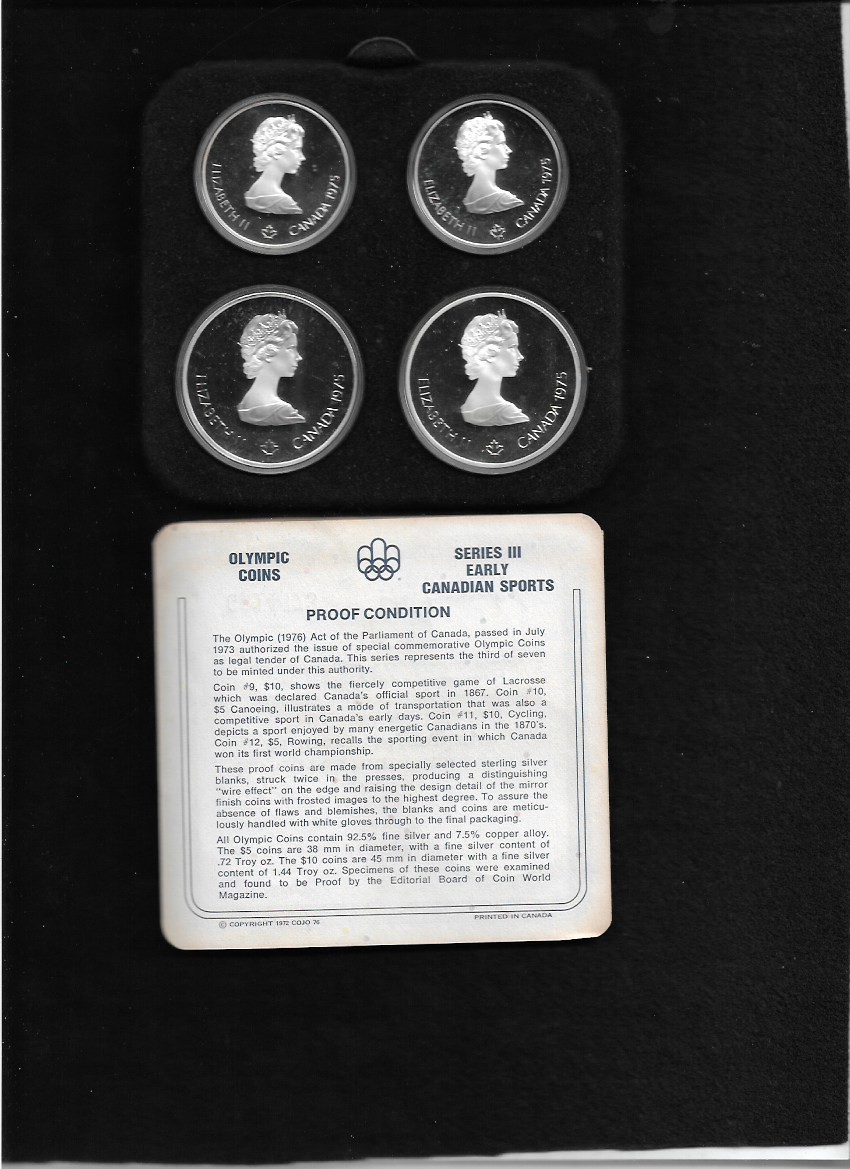 ELIZABETH II CANADA 1975
ELIZABETH II CANADA 1975
ELIZABETH II CANADA 1975
ELIZABETH II CANADA 1975
OLYMPIC
COINS
SERIES III
EARLY
CANADIAN SPORTS
PROOF CONDITION
The Olympic (1976) Act of the Parliament of Canada, passed in July
1973 authorized the issue of special commemorative Olympic Coins
as legal tender of Canada. This series represents the third of seven
to be minted under this authority.
Coin #9, $10, shows the fiercely competitive game of Lacrosse
which was declared Canada's official sport in 1867. Coin #10,
$5 Canoeing, illustrates a mode of transportation that was also a
competitive sport in Canada's early days. Coin #11, $10, Cycling,
depicts a sport enjoyed by many energetic Canadians in the 1870's.
Coin #12, $5, Rowing, recalls the sporting event in which Canada
won its first world championship.
These proof coins are made from specially selected sterling silver
blanks, struck twice in the presses, producing a distinguishing
"wire effect" on the edge and raising the design detail of the mirror
finish coins with frosted images to the highest degree. To assure the
absence of flaws and blemishes, the blanks and coins are meticu-
lously handled with white gloves through to the final packaging.
All Olympic Coins contain 92.5% fine silver and 7.5% copper alloy.
The $5 coins are 38 mm in diameter, with a fine silver content of
.72 Troy oz. The $10 coins are 45 mm in diameter with a fine silver
content of 1.44 Troy oz. Specimens of these coins were examined
and found to be Proof by the Editorial Board of Coin World
Magazine.
© COPYRIGHT 1972 COJO 76
PRINTED IN CANADA